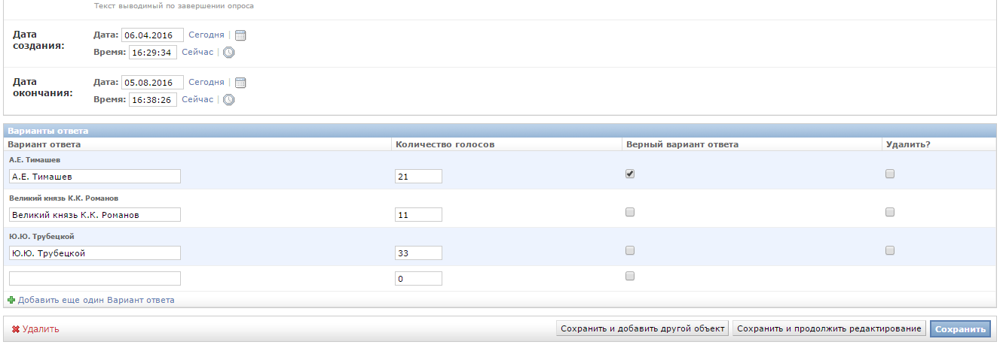 Текст выводимый по завершении опроса
Дата создания:
Дата: 06.04.2016 Сегодня |
Время: 16:29:34 Сейчас |
Дата окончания:
Дата: 05.08.2016 Сегодня |
Время: 16:38:26 Сейчас |
Варианты ответа
Вариант ответа Количество голосов Верный вариант ответа Удалить?
А.Е. Тимашев
А.Е. Тимашев 21
Великий князь К.К. Романов
Великий князь К.К. Романов 11
Ю.Ю. Трубецкой
Ю.Ю. Трубецкой 33
0
Добавить еще один Вариант ответа
Удалить Сохранить и добавить другой объект Сохранить и продолжить редактирование Сохранить